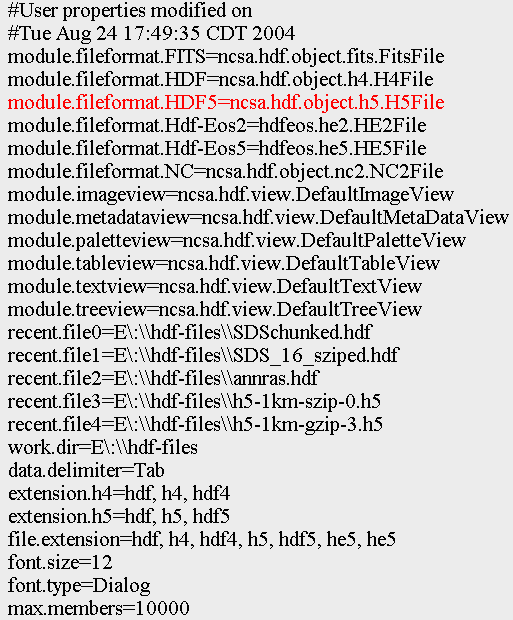 #User properties modified on
#Tue Aug 24 17:49:35 CDT 2004
module.fileformat.FITS=ncsa.hdf.object.fits.FitsFile
module.fileformat.HDF=ncsa.hdf.object.h4.H4File
module.fileformat.HDF5=ncsa.hdf.object.h5.H5File
module.fileformat.Hdf-Eos2=hdfeos.he2.HE2File
module.fileformat.Hdf-Eos5=hdfeos.he5.HE5File
module.fileformat.NC=ncsa.hdf.object.nc2.NC2File
module.imageview=ncsa.hdf.view.DefaultImageView
module.metadataview=ncsa.hdf.view.DefaultMetaDataView
module.paletteview=ncsa.hdf.view.DefaultPaletteView
module.tableview=ncsa.hdf.view.DefaultTableView
module.textview=ncsa.hdf.view.DefaultTextView
module.treeview=ncsa.hdf.view.DefaultTreeView
recent.file0=E\:\\hdf-files\\SDSchunked.hdf
recent.file1=E\:\\hdf-files\\SDS_16_sziped.hdf
recent.file2=E\:\\hdf-files\\annras.hdf
recent.file3=E\:\\hdf-files\\h5-1km-szip-0.h5
recent.file4=E\:\\hdf-files\\h5-1km-gzip-3.h5
work.dir=E\:\\hdf-files
data.delimiter=Tab
extension.h4=hdf, h4, hdf4
extension.h5=hdf, h5, hdf5
file.extension=hdf, h4, hdf4, h5, hdf5, he5, he5
font.size=12
font.type=Dialog
max.members=10000